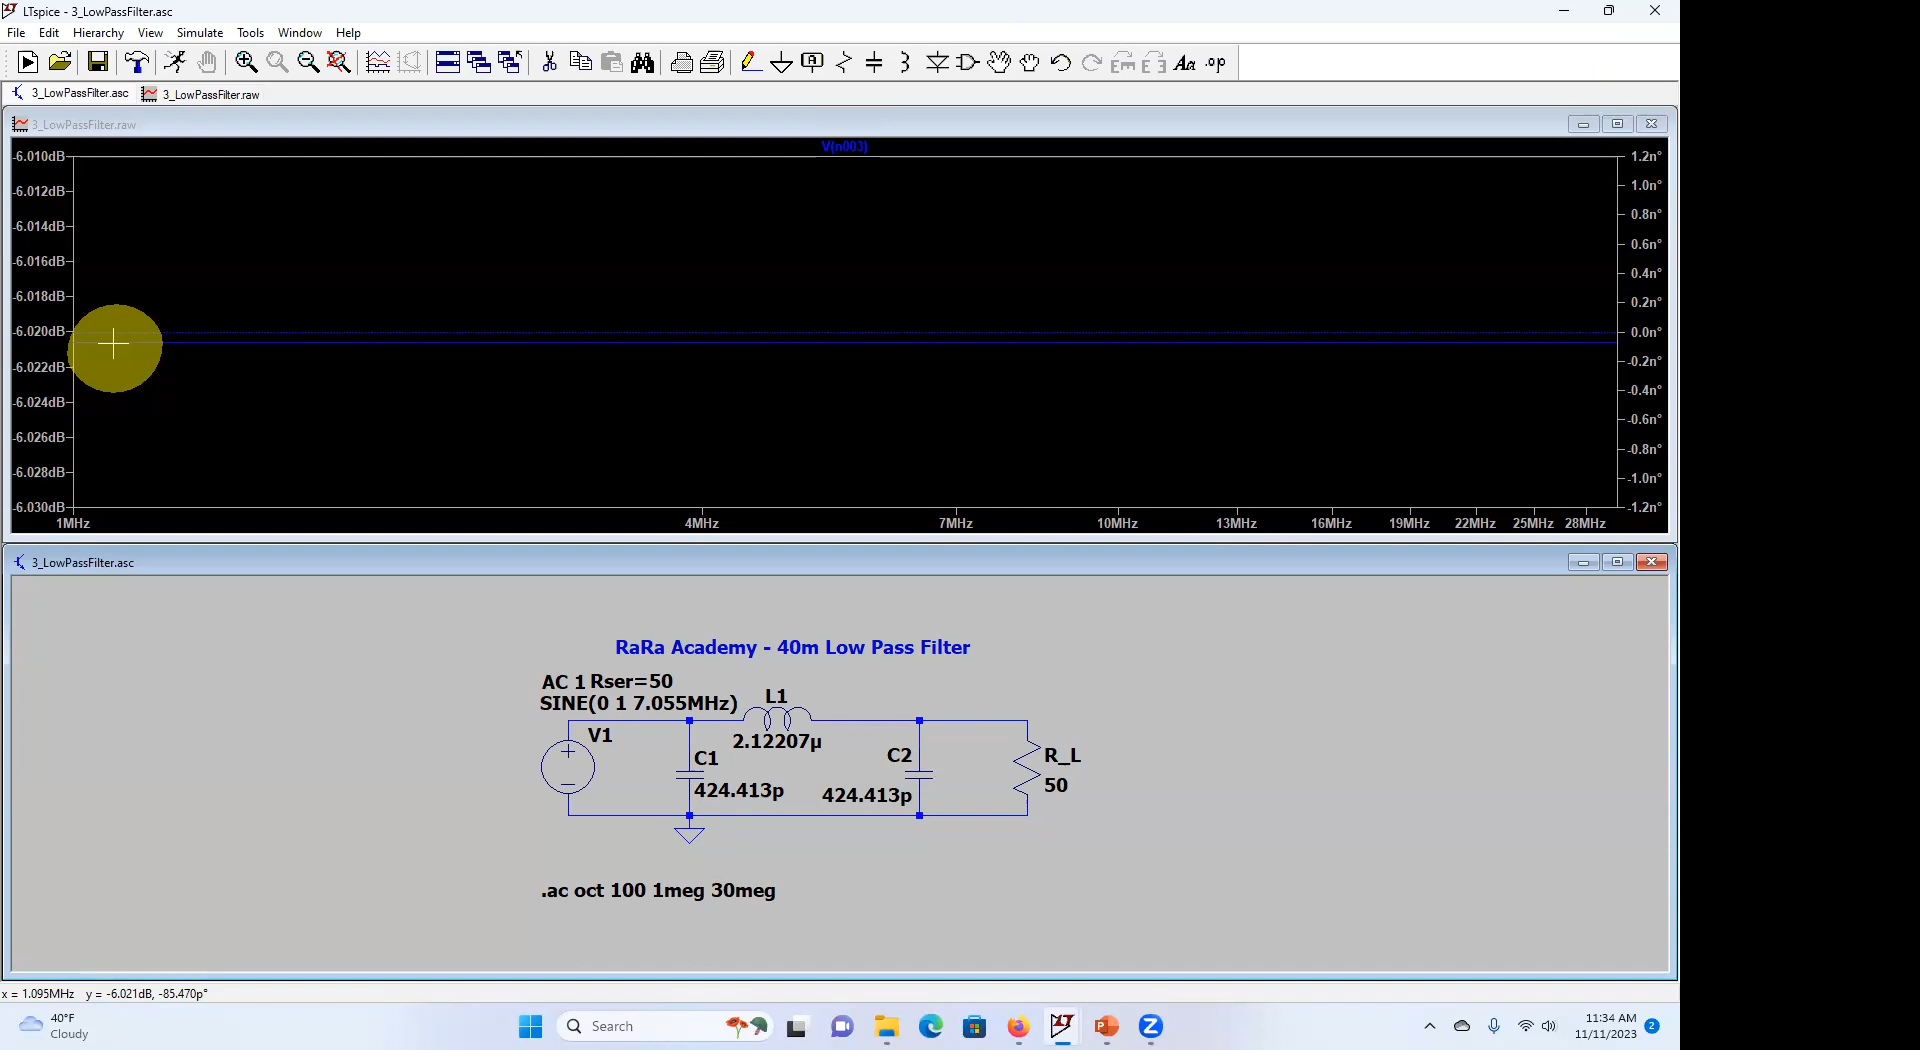 LTspice - 3_LowPassFilter.asc
File Edit Hierarchy View Simulate Tools Window Help
3_LowPassFilter.asc 3_LowPassFilter.raw
3_LowPassFilter.raw
V(n003)
-6.010dB 1.2n°
-6.012dB 1.0n°
-6.014dB 0.8n°
-6.016dB 0.6n°
-6.018dB 0.4n°
-6.020dB 0.2n°
-6.022dB 0.0n°
-6.024dB -0.2n°
-6.026dB -0.4n°
-6.028dB -0.6n°
-6.030dB -0.8n°
-1.0n°
-1.2n°
1MHz 4MHz 7MHz 10MHz 13MHz 16MHz 19MHz 22MHz 25MHz 28MHz
3_LowPassFilter.asc
RaRa Academy - 40m Low Pass Filter
AC 1 Rser=50
SINE(0 1 7.055MHz)
L1
V1
2.12207µ
C1
424.413p
C2
424.413p
R_L
50
.ac oct 100 1meg 30meg
x = 1.095MHz y = -6.021dB, -85.470p°
40°F
Cloudy
Search
11:34 AM
11/11/2023
2